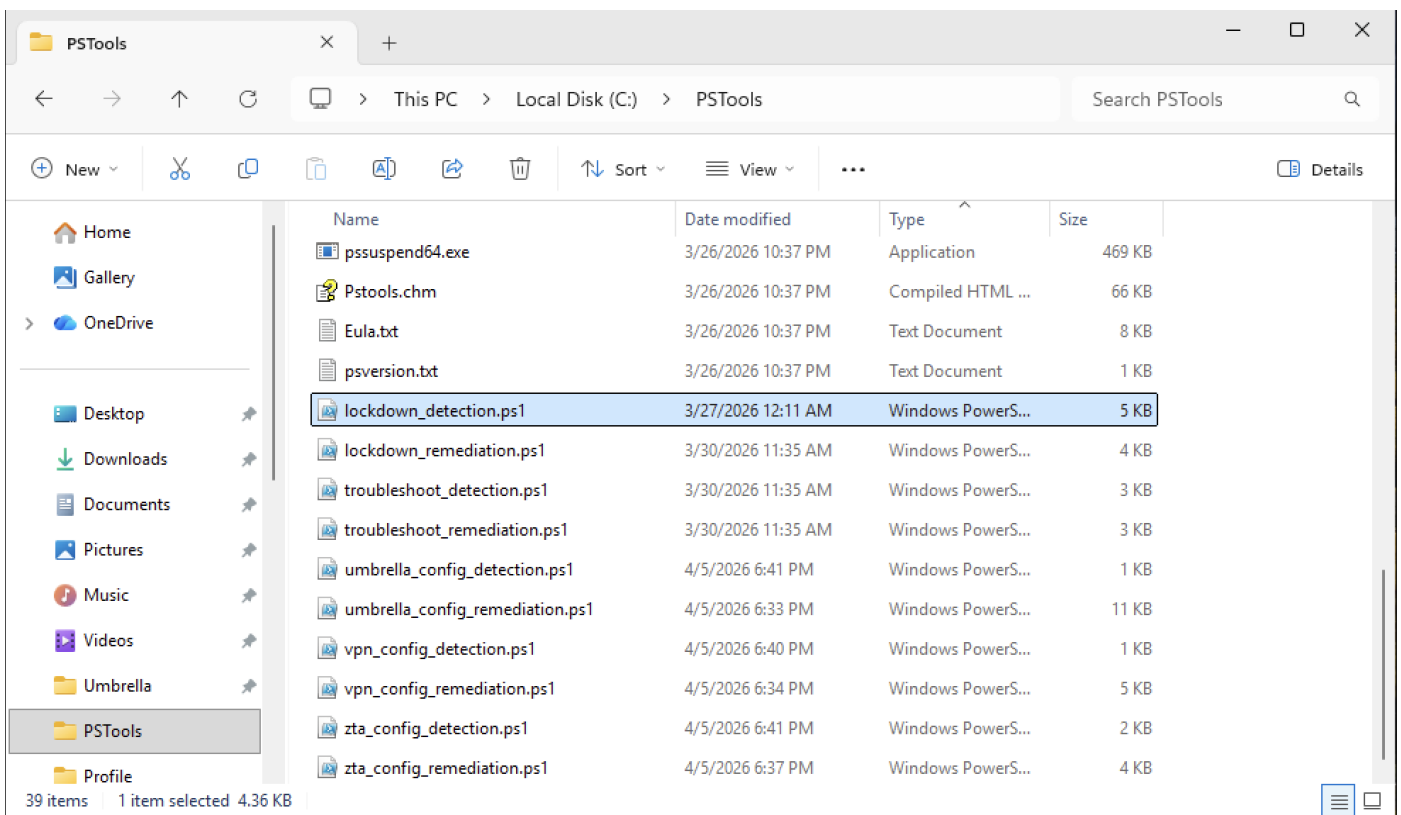 PSTools
This PC > Local Disk (C:) > PSTools
Search PSTools
New
Sort
View
Details
Home
Gallery
OneDrive
Desktop
Downloads
Documents
Pictures
Music
Videos
Umbrella
PSTools
Profile
Name Date modified Type Size
pssuspend64.exe 3/26/2026 10:37 PM Application 469 KB
Pstools.chm 3/26/2026 10:37 PM Compiled HTML ... 66 KB
Eula.txt 3/26/2026 10:37 PM Text Document 8 KB
psversion.txt 3/26/2026 10:37 PM Text Document 1 KB
lockdown_detection.ps1 3/27/2026 12:11 AM Windows PowerS... 5 KB
lockdown_remediation.ps1 3/30/2026 11:35 AM Windows PowerS... 4 KB
troubleshoot_detection.ps1 3/30/2026 11:35 AM Windows PowerS... 3 KB
troubleshoot_remediation.ps1 3/30/2026 11:35 AM Windows PowerS... 3 KB
umbrella_config_detection.ps1 4/5/2026 6:41 PM Windows PowerS... 1 KB
umbrella_config_remediation.ps1 4/5/2026 6:33 PM Windows PowerS... 11 KB
vpn_config_detection.ps1 4/5/2026 6:40 PM Windows PowerS... 1 KB
vpn_config_remediation.ps1 4/5/2026 6:34 PM Windows PowerS... 5 KB
zta_config_detection.ps1 4/5/2026 6:41 PM Windows PowerS... 2 KB
zta_config_remediation.ps1 4/5/2026 6:37 PM Windows PowerS... 4 KB
39 items 1 item selected 4.36 KB